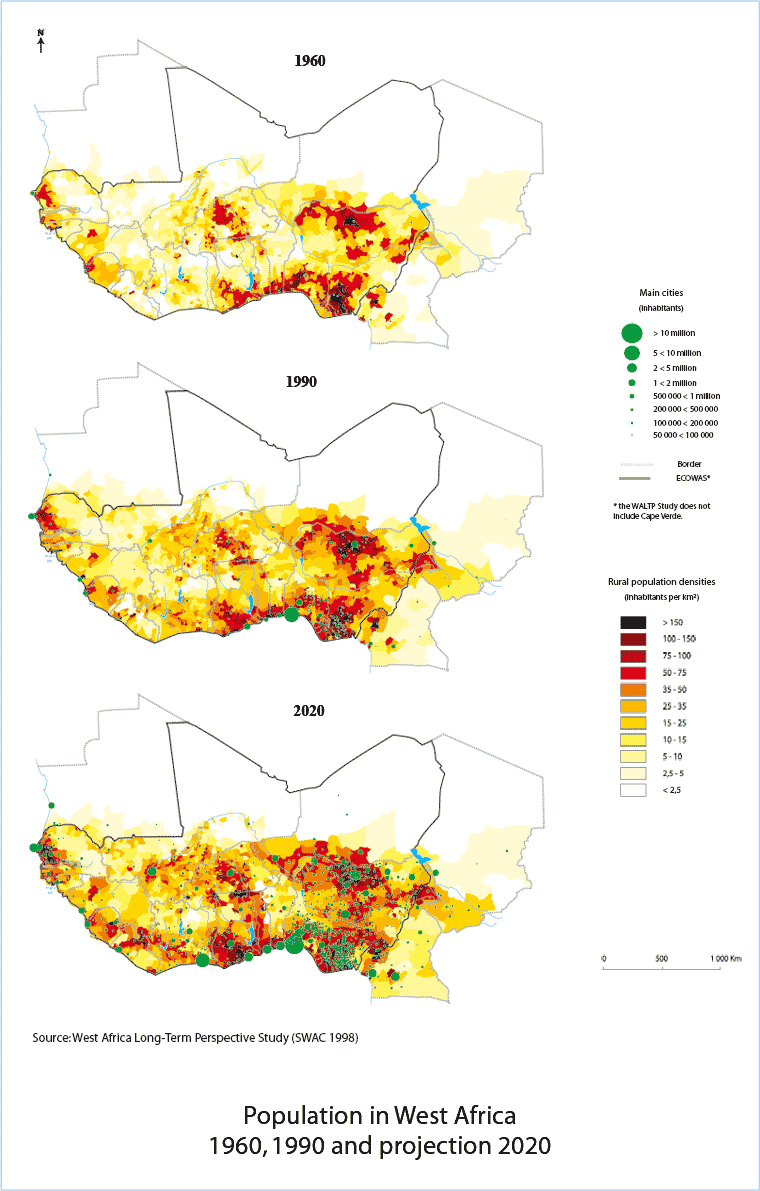 N
1960
Main cities
(inhabitants)
> 10 million
5 < 10 million
2 < 5 million
1 < 2 million
500 000 < 1 million
200 000 < 500 000
100 000 < 200 000
50 000 < 100 000
1990
Border
ECOWAS*
* the WALTP Study does not
include Cape Verde.
Rural population densities
(inhabitants per km²)
> 150
100 - 150
75 - 100
50 - 75
35 - 50
25 - 35
15 - 25
10 - 15
5 - 10
2,5 - 5
< 2,5
2020
0 500 1 000 Km
Source: West Africa Long-Term Perspective Study (SWAC 1998)
Population in West Africa
1960, 1990 and projection 2020